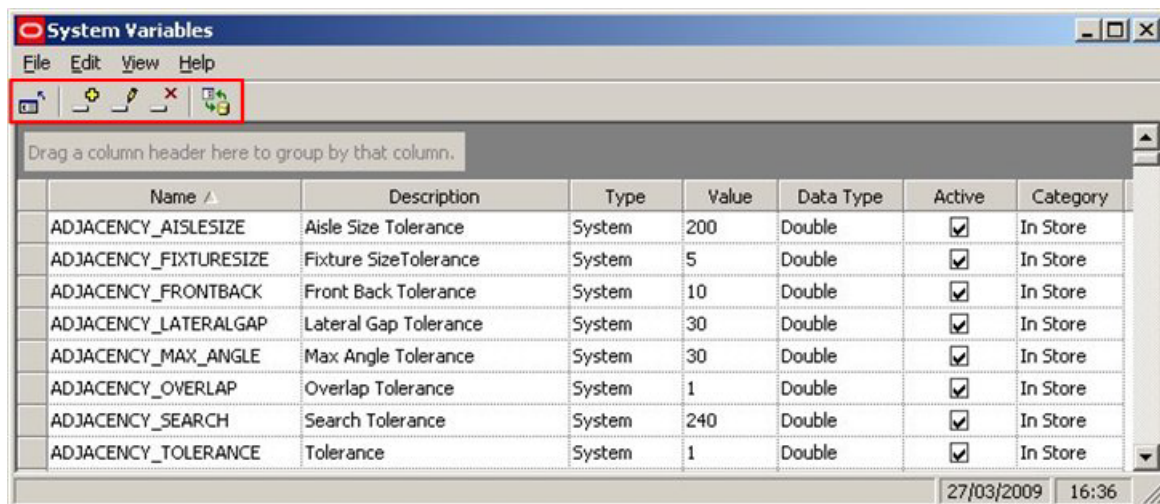 System Variables
File Edit View Help
Drag a column header here to group by that column.
Name Description Type Value Data Type Active Category
ADJACENCY_AISLESIZE Aisle Size Tolerance System 200 Double In Store
ADJACENCY_FIXTURESIZE Fixture SizeTolerance System 5 Double In Store
ADJACENCY_FRONTBACK Front Back Tolerance System 10 Double In Store
ADJACENCY_LATERALGAP Lateral Gap Tolerance System 30 Double In Store
ADJACENCY_MAX_ANGLE Max Angle Tolerance System 30 Double In Store
ADJACENCY_OVERLAP Overlap Tolerance System 1 Double In Store
ADJACENCY_SEARCH Search Tolerance System 240 Double In Store
ADJACENCY_TOLERANCE Tolerance System 1 Double In Store
27/03/2009 16:36